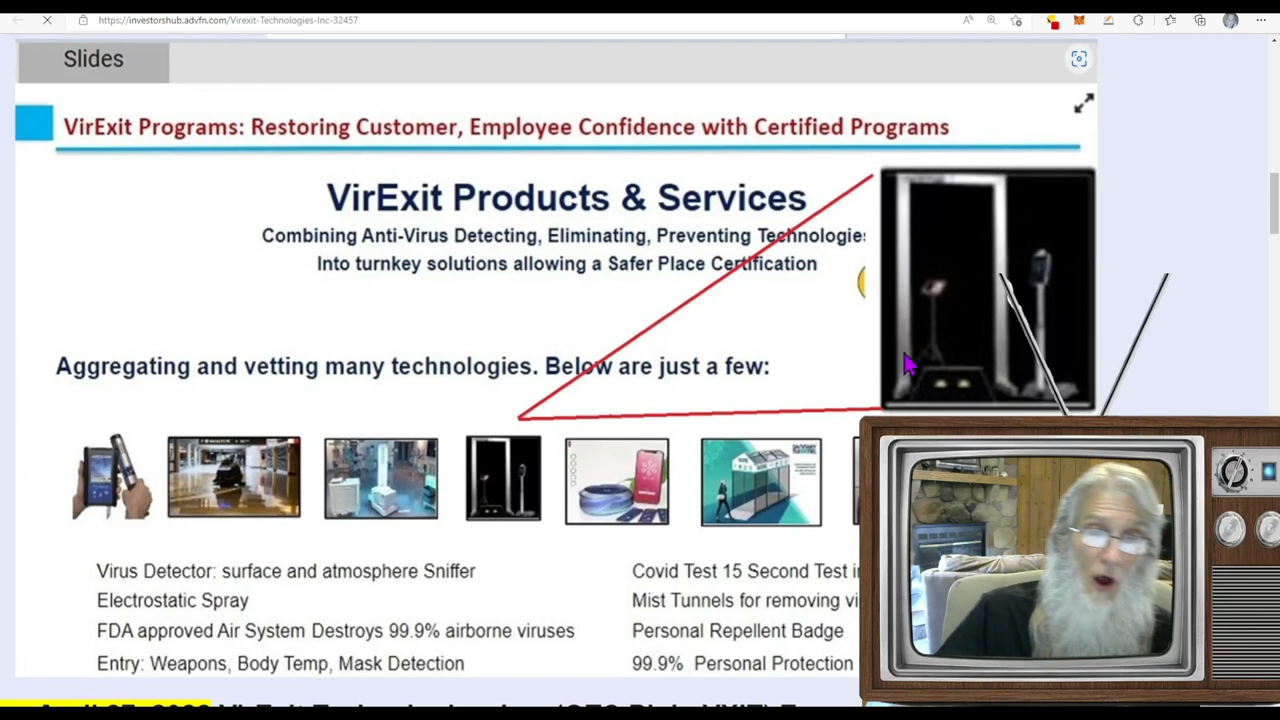 https://investorshub.advfn.com/Virexit-Technologies-Inc-32457
Slides
VirExit Programs: Restoring Customer, Employee Confidence with Certified Programs
VirExit Products & Services
Combining Anti-Virus Detecting, Eliminating, Preventing Technologies
Into turnkey solutions allowing a Safer Place Certification
Aggregating and vetting many technologies. Below are just a few:
Virus Detector: surface and atmosphere Sniffer
Electrostatic Spray
FDA approved Air System Destroys 99.9% airborne viruses
Entry: Weapons, Body Temp, Mask Detection
Covid Test 15 Second Test
Mist Tunnels for removing
Personal Repellent Badge
99.9% Personal Protection